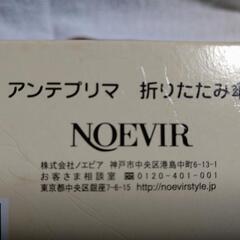 アンテプリマ 折りたたみ傘
NOEVIR
株式会社ノエビア 神戸市中央区港島中町6-13-1
お客さま相談室 0120-401-001
東京都中央区銀座7-6-15 http://noevirstyle.jp